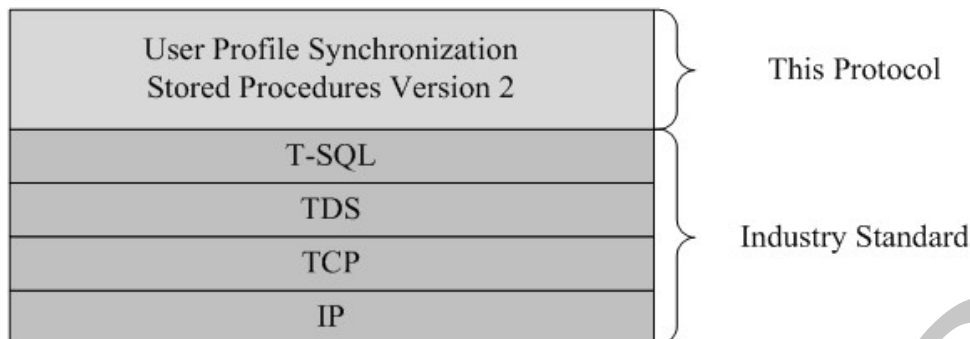 User Profile Synchronization
Stored Procedures Version 2
This Protocol
T-SQL
TDS
TCP
IP
Industry Standard